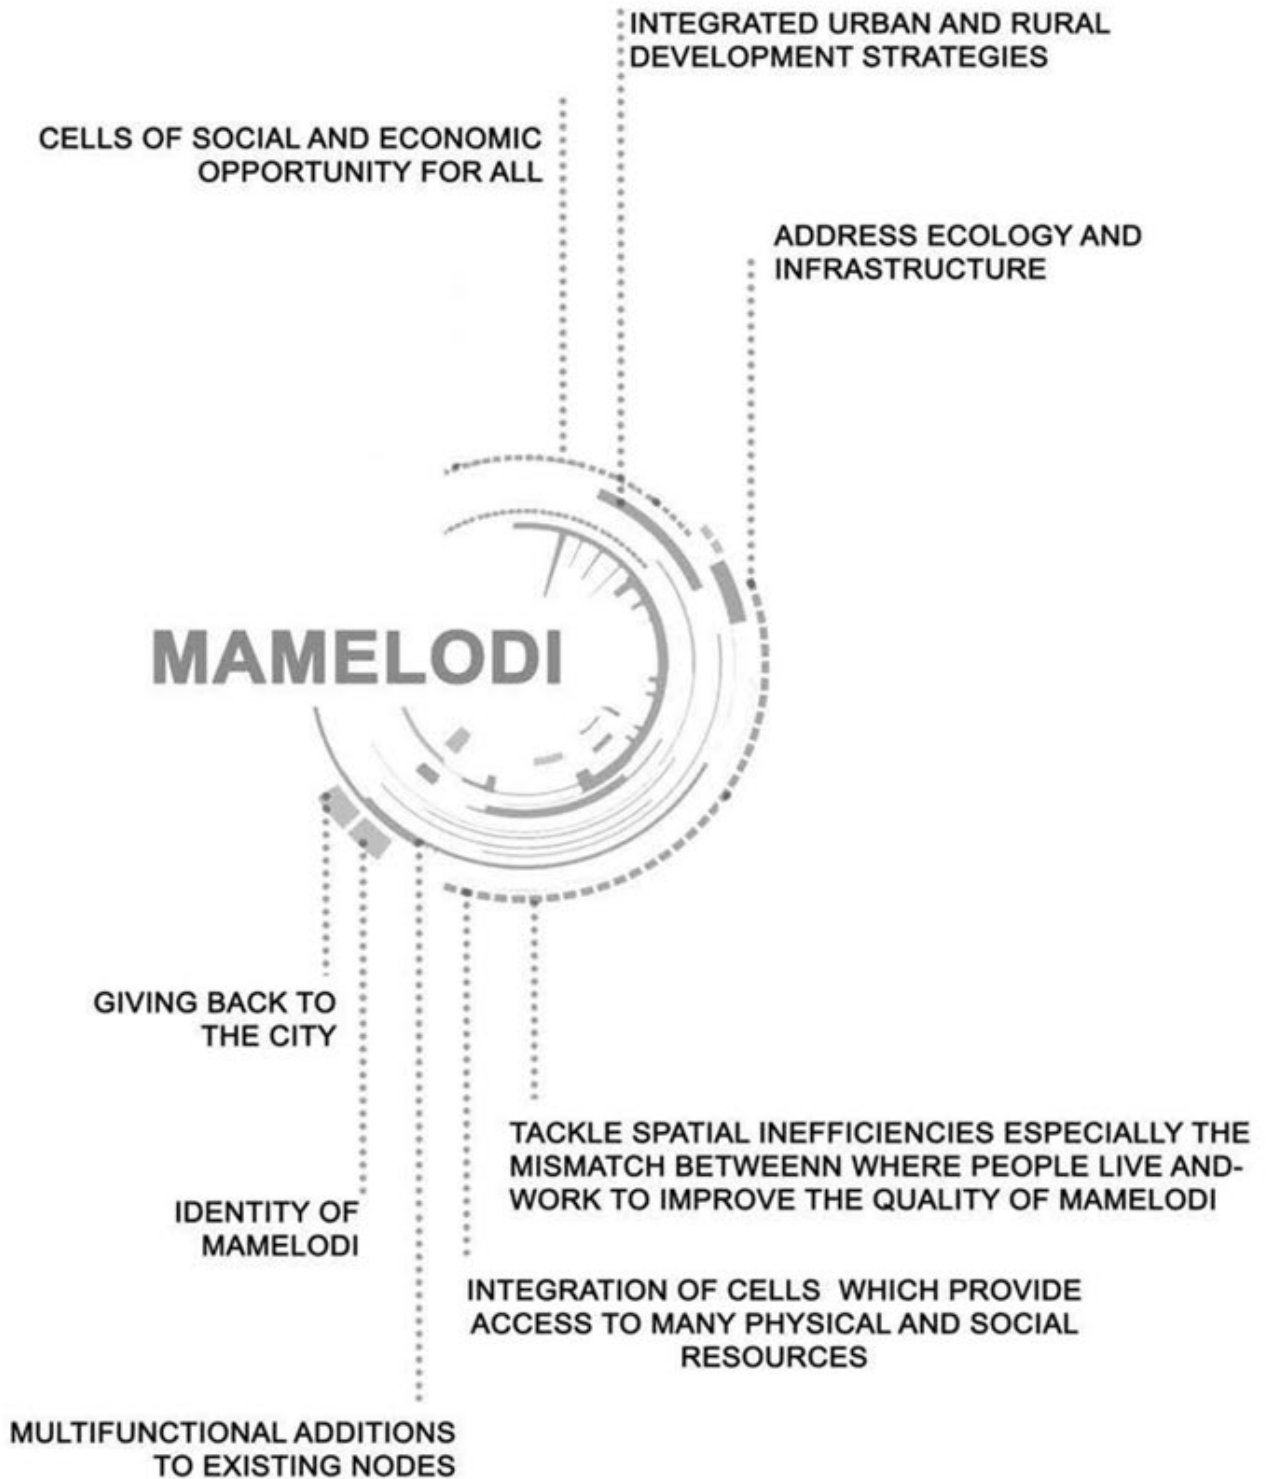 INTEGRATED URBAN AND RURAL
DEVELOPMENT STRATEGIES
CELLS OF SOCIAL AND ECONOMIC
OPPORTUNITY FOR ALL
ADDRESS ECOLOGY AND
INFRASTRUCTURE
MAMELODI
GIVING BACK TO
THE CITY
TACKLE SPATIAL INEFFICIENCIES ESPECIALLY THE
MISMATCH BETWEENN WHERE PEOPLE LIVE AND-
WORK TO IMPROVE THE QUALITY OF MAMELODI
IDENTITY OF
MAMELODI
INTEGRATION OF CELLS  WHICH PROVIDE
ACCESS TO MANY PHYSICAL AND SOCIAL
RESOURCES
MULTIFUNCTIONAL ADDITIONS
TO EXISTING NODES